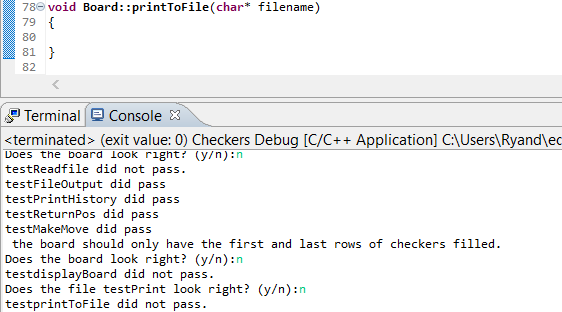 78 void Board::printToFile(char* filename)
79 {
80
81 }
82
Terminal Console
<terminated> (exit value: 0) Checkers Debug [C/C++ Application] C:\Users\Ryand\ec
Does the board look right? (y/n):n
testReadfile did not pass.
testFileOutput did pass
testPrintHistory did pass
testReturnPos did pass
testMakeMove did pass
the board should only have the first and last rows of checkers filled.
Does the board look right? (y/n):n
testdisplayBoard did not pass.
Does the file testPrint look right? (y/n):n
testprintToFile did not pass.